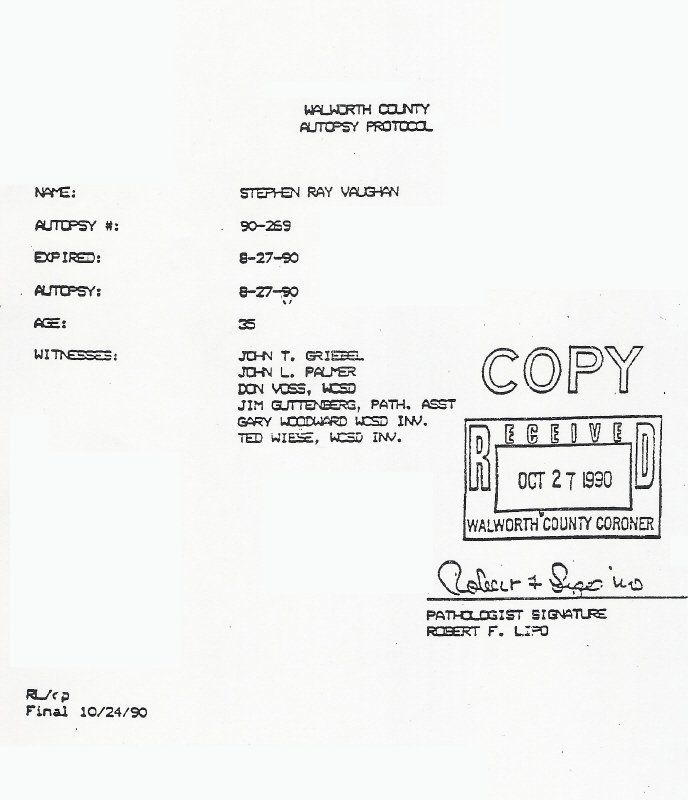 WALWORTH COUNTY
AUTOPSY PROTOCOL
NAME: STEPHEN RAY VAUGHAN
AUTOPSY #: 90-269
EXPIRED: 8-27-90
AUTOPSY: 8-27-90
AGE: 35
WITNESSES: JOHN T. GRIEBEL
JOHN L. PALMER
DON VOSS, WCSD
JIM GUTTENBERG, PATH. ASST
GARY WOODWARD WCSD INV.
TED WIESE, WCSD INV.
COPY
RECEIVED
OCT 27 1990
WALWORTH COUNTY CORONER
Robert F
PATHOLOGIST SIGNATURE
ROBERT F. LIPO
RL/cp
Final 10/24/90